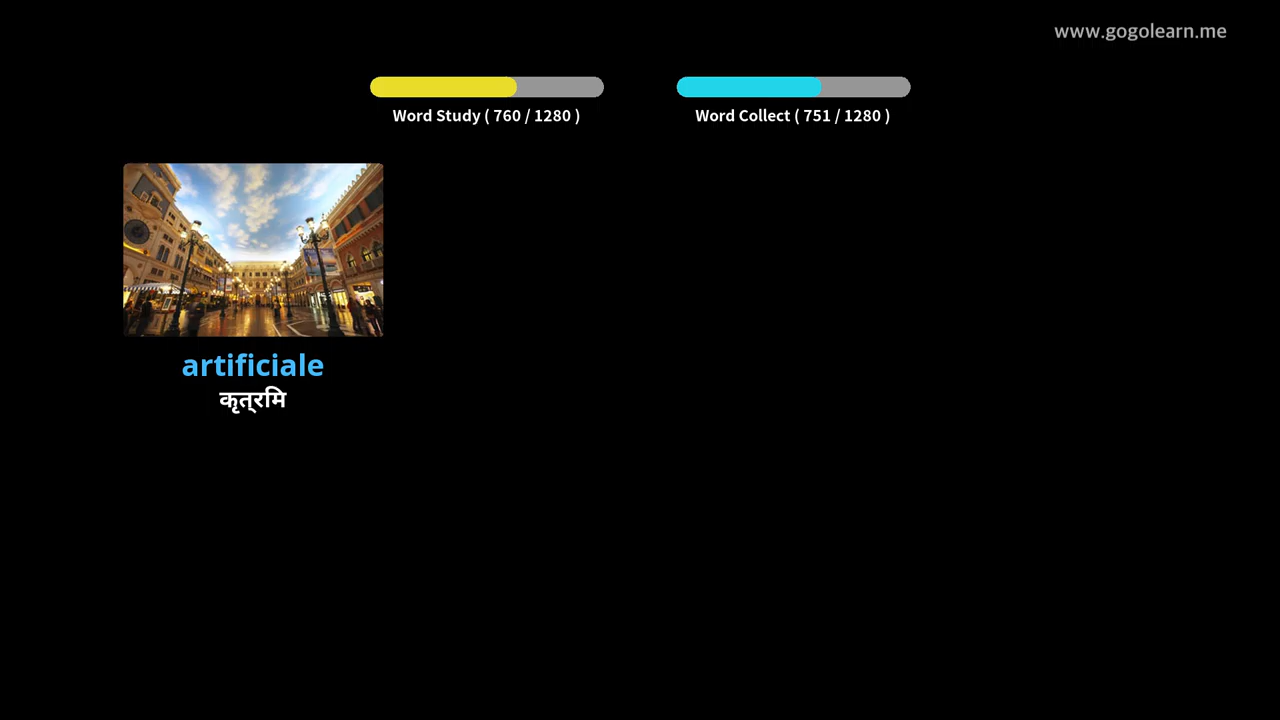 www.gogolearn.me
Word Study ( 760 / 1280 )
Word Collect ( 751 / 1280 )
artificiale
कृत्रमि